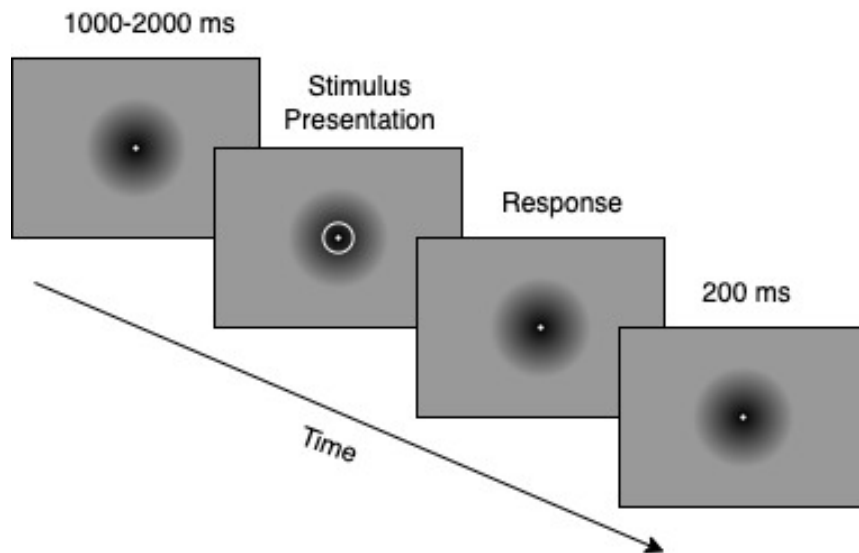 1000-2000 ms
Stimulus
Presentation
Response
200 ms
Time